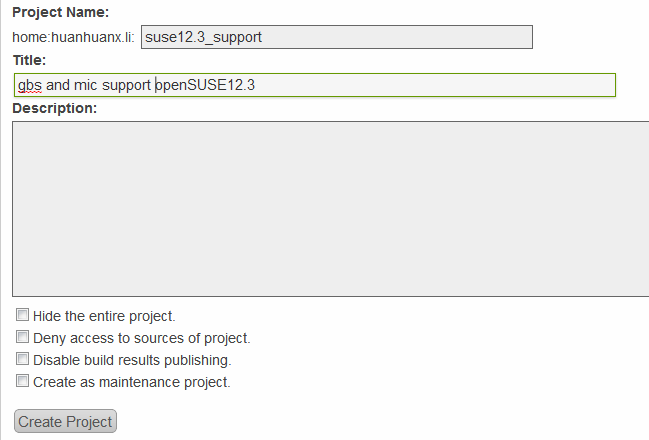 Project Name:
home:huanhuanx.li: suse12.3_support
Title:
gbs and mic support openSUSE12.3
Description:
Hide the entire project.
Deny access to sources of project.
Disable build results publishing.
Create as maintenance project.
Create Project